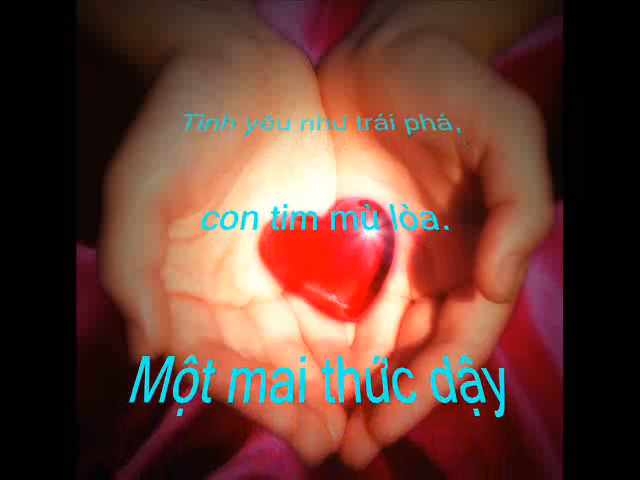 Tình yêu như trái phá,
con tim mù lòa.
Một mai thức dậy